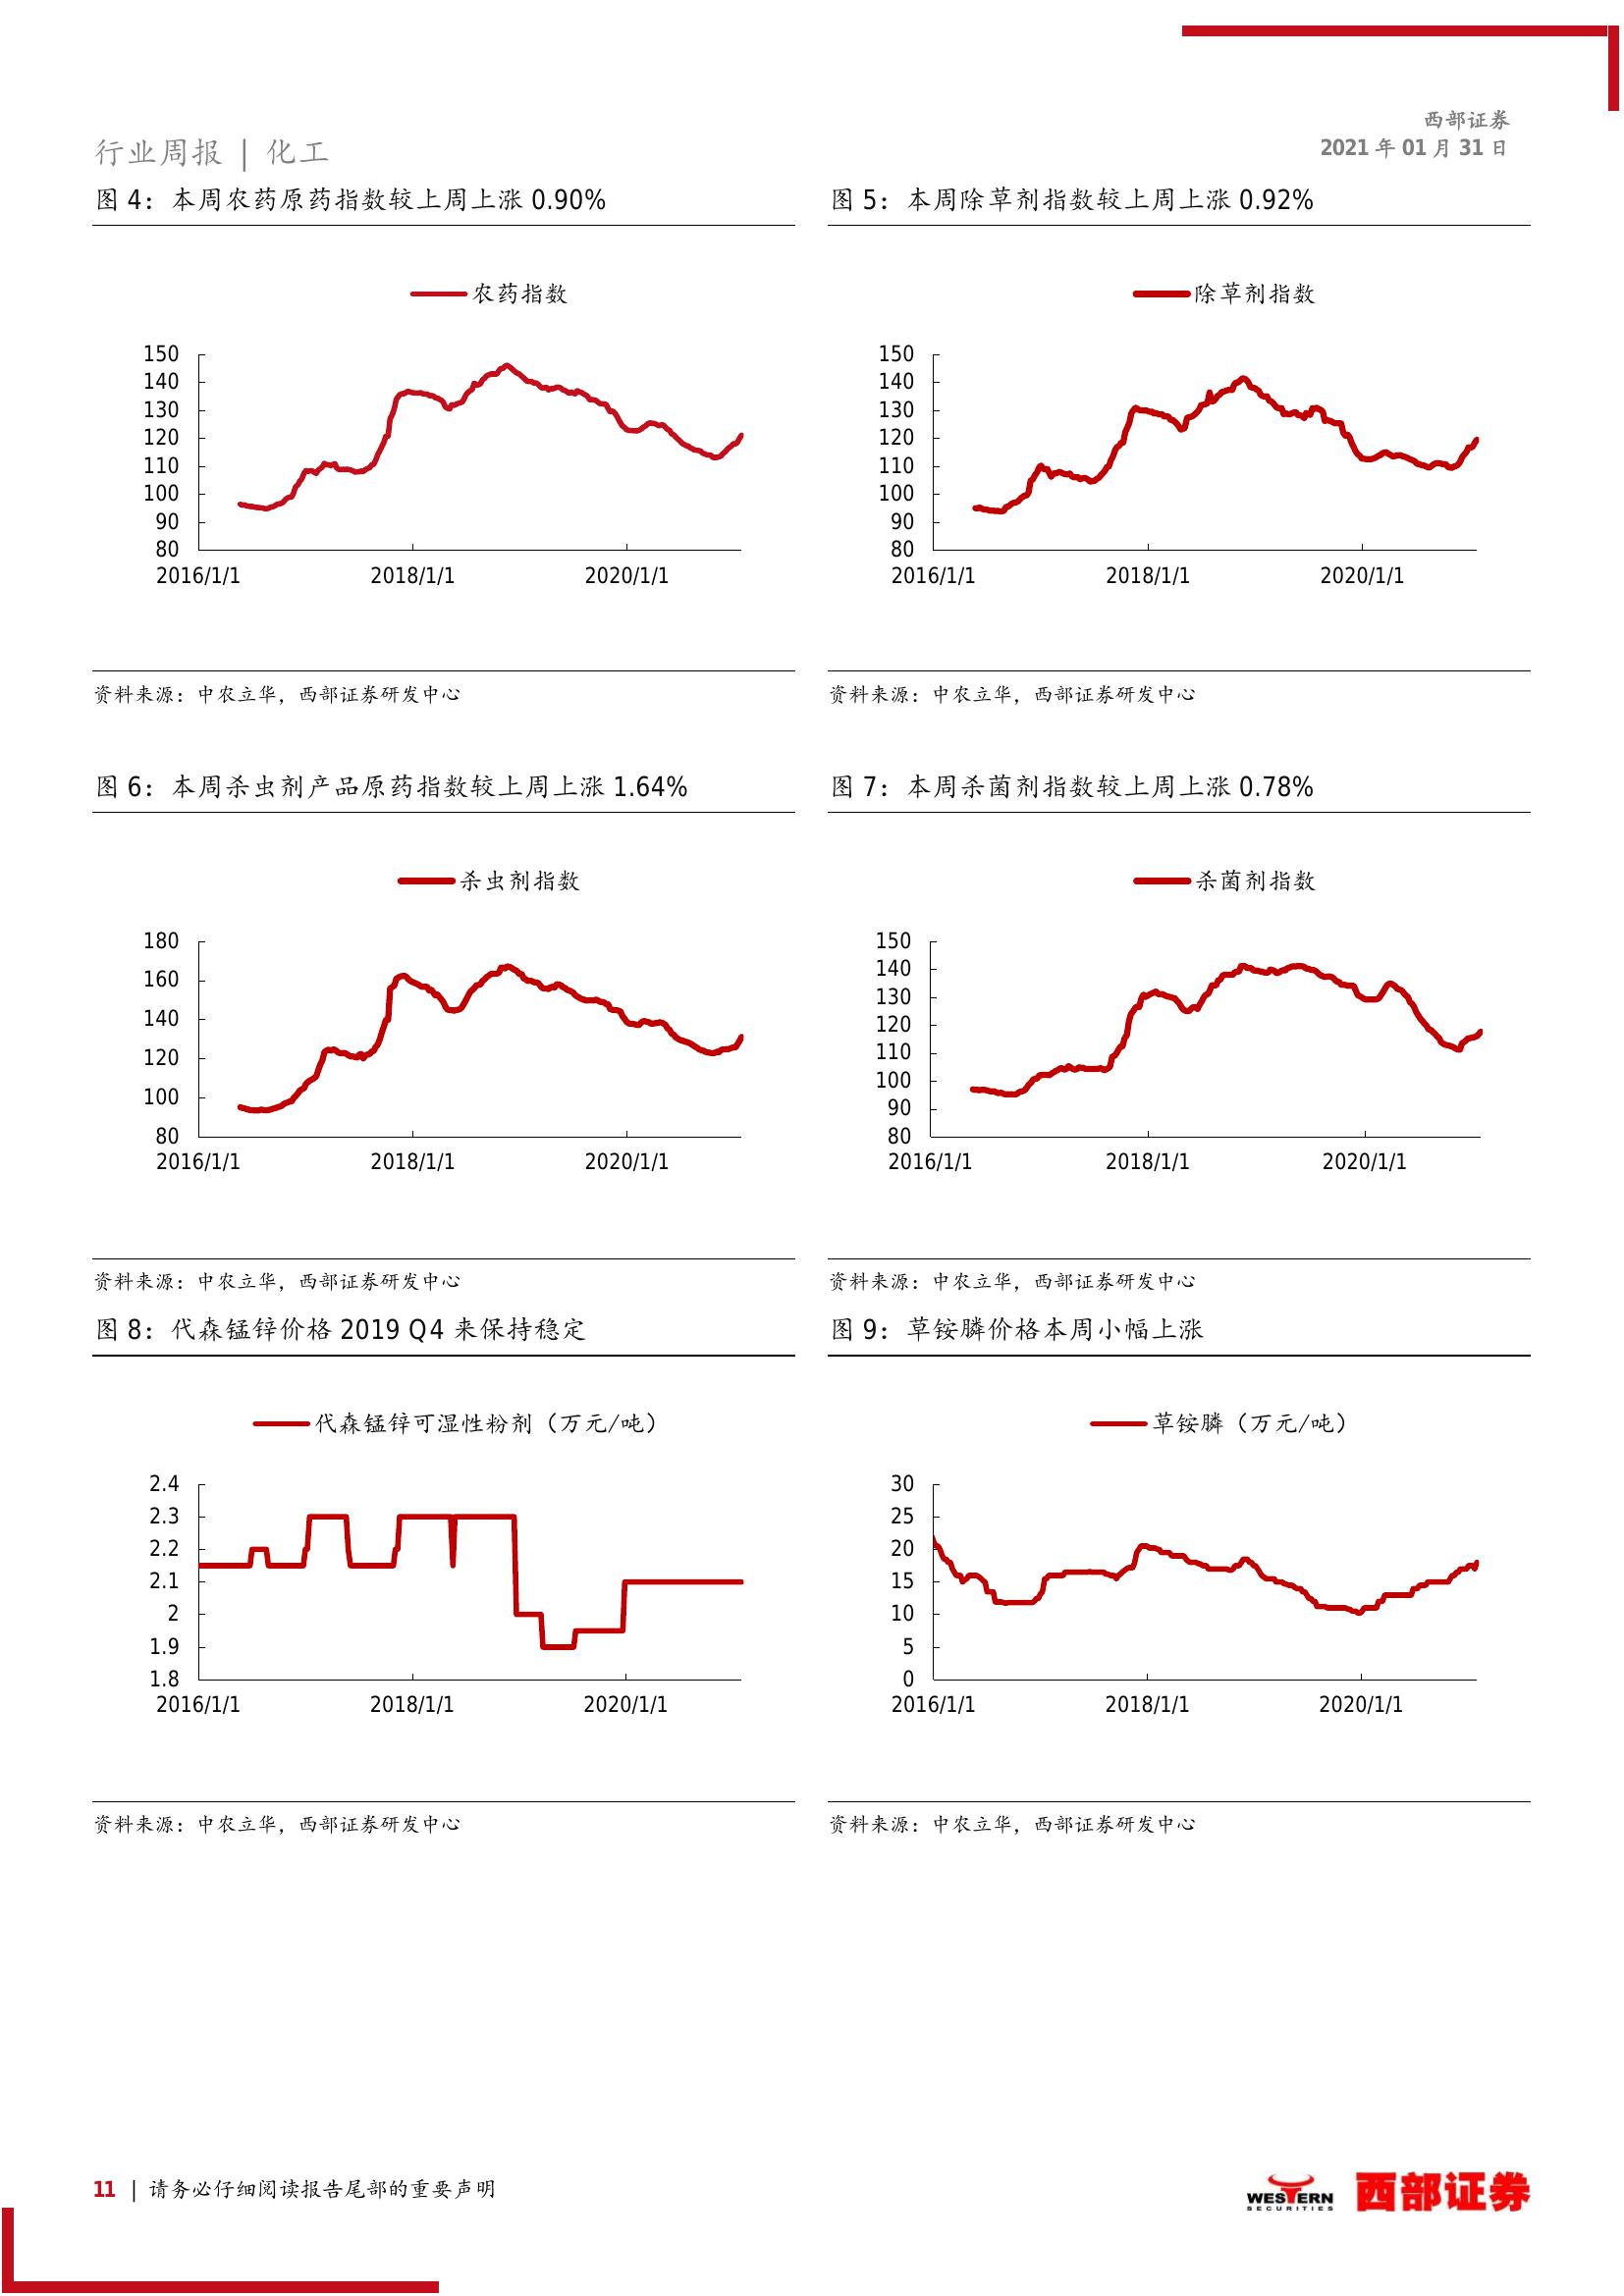 西部证券
行业周报 | 化工
2021 年 01 月 31 日
图 4：本周农药原药指数较上周上涨 0.90%
图 5：本周除草剂指数较上周上涨 0.92%
农药指数
150
140
130
120
110
100
90
80
2016/1/1 2018/1/1 2020/1/1
除草剂指数
150
140
130
120
110
100
90
80
2016/1/1 2018/1/1 2020/1/1
资料来源：中农立华，西部证券研发中心
资料来源：中农立华，西部证券研发中心
图 6：本周杀虫剂产品原药指数较上周上涨 1.64%
图 7：本周杀菌剂指数较上周上涨 0.78%
杀虫剂指数
180
160
140
120
100
80
2016/1/1 2018/1/1 2020/1/1
杀菌剂指数
150
140
130
120
110
100
90
80
2016/1/1 2018/1/1 2020/1/1
资料来源：中农立华，西部证券研发中心
资料来源：中农立华，西部证券研发中心
图 8：代森锰锌价格 2019 Q4 来保持稳定
图 9：草铵膦价格本周小幅上涨
代森锰锌可湿性粉剂（万元/吨）
2.4
2.3
2.2
2.1
2
1.9
1.8
2016/1/1 2018/1/1 2020/1/1
草铵膦（万元/吨）
30
25
20
15
10
5
0
2016/1/1 2018/1/1 2020/1/1
资料来源：中农立华，西部证券研发中心
资料来源：中农立华，西部证券研发中心
11 | 请务必仔细阅读报告尾部的重要声明
WESTERN
SECURITIES
西部证券